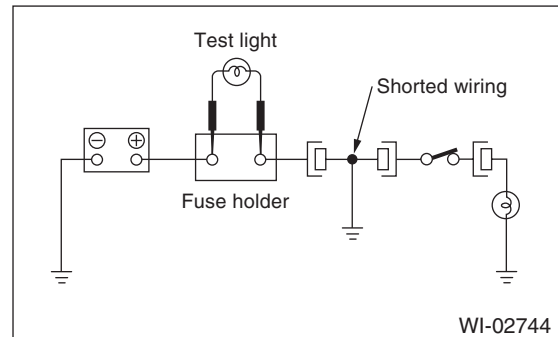 Test light
Shorted wiring
⊖ ⊕
Fuse holder
WI-02744